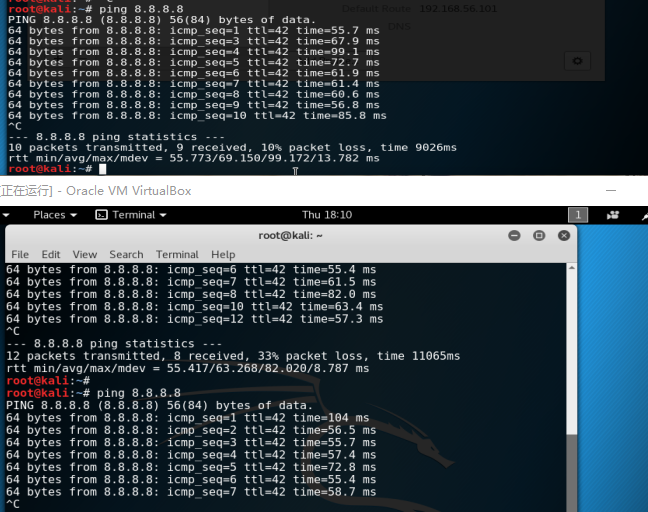 root@kali:~# ping 8.8.8.8
Default Route 192.168.56.101
PING 8.8.8.8 (8.8.8.8) 56(84) bytes of data.
DNS
64 bytes from 8.8.8.8: icmp_seq=1 ttl=42 time=55.7 ms
64 bytes from 8.8.8.8: icmp_seq=3 ttl=42 time=67.9 ms
64 bytes from 8.8.8.8: icmp_seq=4 ttl=42 time=99.1 ms
64 bytes from 8.8.8.8: icmp_seq=5 ttl=42 time=72.7 ms
64 bytes from 8.8.8.8: icmp_seq=6 ttl=42 time=61.9 ms
64 bytes from 8.8.8.8: icmp_seq=7 ttl=42 time=61.4 ms
64 bytes from 8.8.8.8: icmp_seq=8 ttl=42 time=60.6 ms
64 bytes from 8.8.8.8: icmp_seq=9 ttl=42 time=56.8 ms
64 bytes from 8.8.8.8: icmp_seq=10 ttl=42 time=85.8 ms
^C
--- 8.8.8.8 ping statistics ---
10 packets transmitted, 9 received, 10% packet loss, time 9026ms
rtt min/avg/max/mdev = 55.773/69.150/99.172/13.782 ms
root@kali:~#
[正在运行] - Oracle VM VirtualBox
Places Terminal Thu 18:10 1
root@kali: ~
File Edit View Search Terminal Help
64 bytes from 8.8.8.8: icmp_seq=6 ttl=42 time=55.4 ms
64 bytes from 8.8.8.8: icmp_seq=7 ttl=42 time=61.5 ms
64 bytes from 8.8.8.8: icmp_seq=8 ttl=42 time=82.0 ms
64 bytes from 8.8.8.8: icmp_seq=10 ttl=42 time=63.4 ms
64 bytes from 8.8.8.8: icmp_seq=12 ttl=42 time=57.3 ms
^C
--- 8.8.8.8 ping statistics ---
12 packets transmitted, 8 received, 33% packet loss, time 11065ms
rtt min/avg/max/mdev = 55.417/63.268/82.020/8.787 ms
root@kali:~#
root@kali:~# ping 8.8.8.8
PING 8.8.8.8 (8.8.8.8) 56(84) bytes of data.
64 bytes from 8.8.8.8: icmp_seq=1 ttl=42 time=104 ms
64 bytes from 8.8.8.8: icmp_seq=2 ttl=42 time=56.5 ms
64 bytes from 8.8.8.8: icmp_seq=3 ttl=42 time=55.7 ms
64 bytes from 8.8.8.8: icmp_seq=4 ttl=42 time=57.4 ms
64 bytes from 8.8.8.8: icmp_seq=5 ttl=42 time=72.8 ms
64 bytes from 8.8.8.8: icmp_seq=6 ttl=42 time=55.4 ms
64 bytes from 8.8.8.8: icmp_seq=7 ttl=42 time=58.7 ms
^C